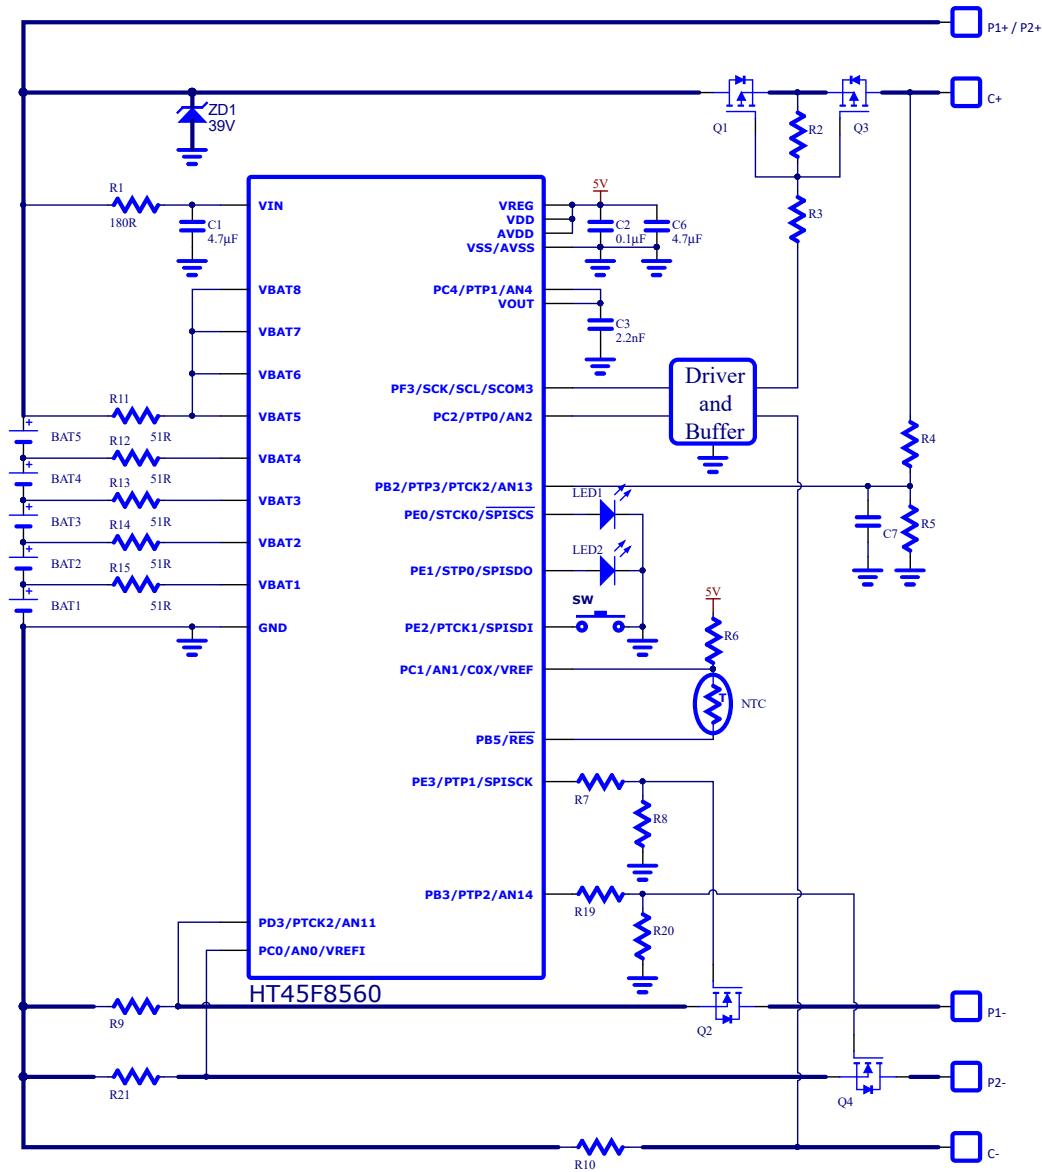 P1+ / P2+
C+
ZD1
39V
Q1
R2
Q3
R1
180R
C1
4.7µF
VIN
VREG
VDD
AVDD
VSS/AVSS
5V
C2
0.1µF
C6
4.7µF
R3
VBAT8
PC4/PTP1/AN4
VOUT
C3
2.2nF
VBAT7
VBAT6
PF3/SCK/SCL/SCOM3
Driver
and
Buffer
R11
51R
VBAT5
PC2/PTP0/AN2
+
BAT5
R12
51R
VBAT4
R4
+
BAT4
R13
51R
VBAT3
PB2/PTP3/PTCK2/AN13
LED1
PE0/STCK0/SPISCS
+
BAT3
R14
51R
VBAT2
C7
R5
LED2
+
BAT2
R15
51R
VBAT1
PE1/STP0/SPISDO
+
BAT1
SW
5V
GND
PE2/PTCK1/SPISDI
R6
PC1/AN1/C0X/VREF
T
NTC
PB5/RES
PE3/PTP1/SPISCK
R7
R8
PB3/PTP2/AN14
R19
R20
PD3/PTCK2/AN11
PC0/AN0/VREFI
HT45F8560
R9
Q2
P1-
R21
Q4
P2-
R10
C-